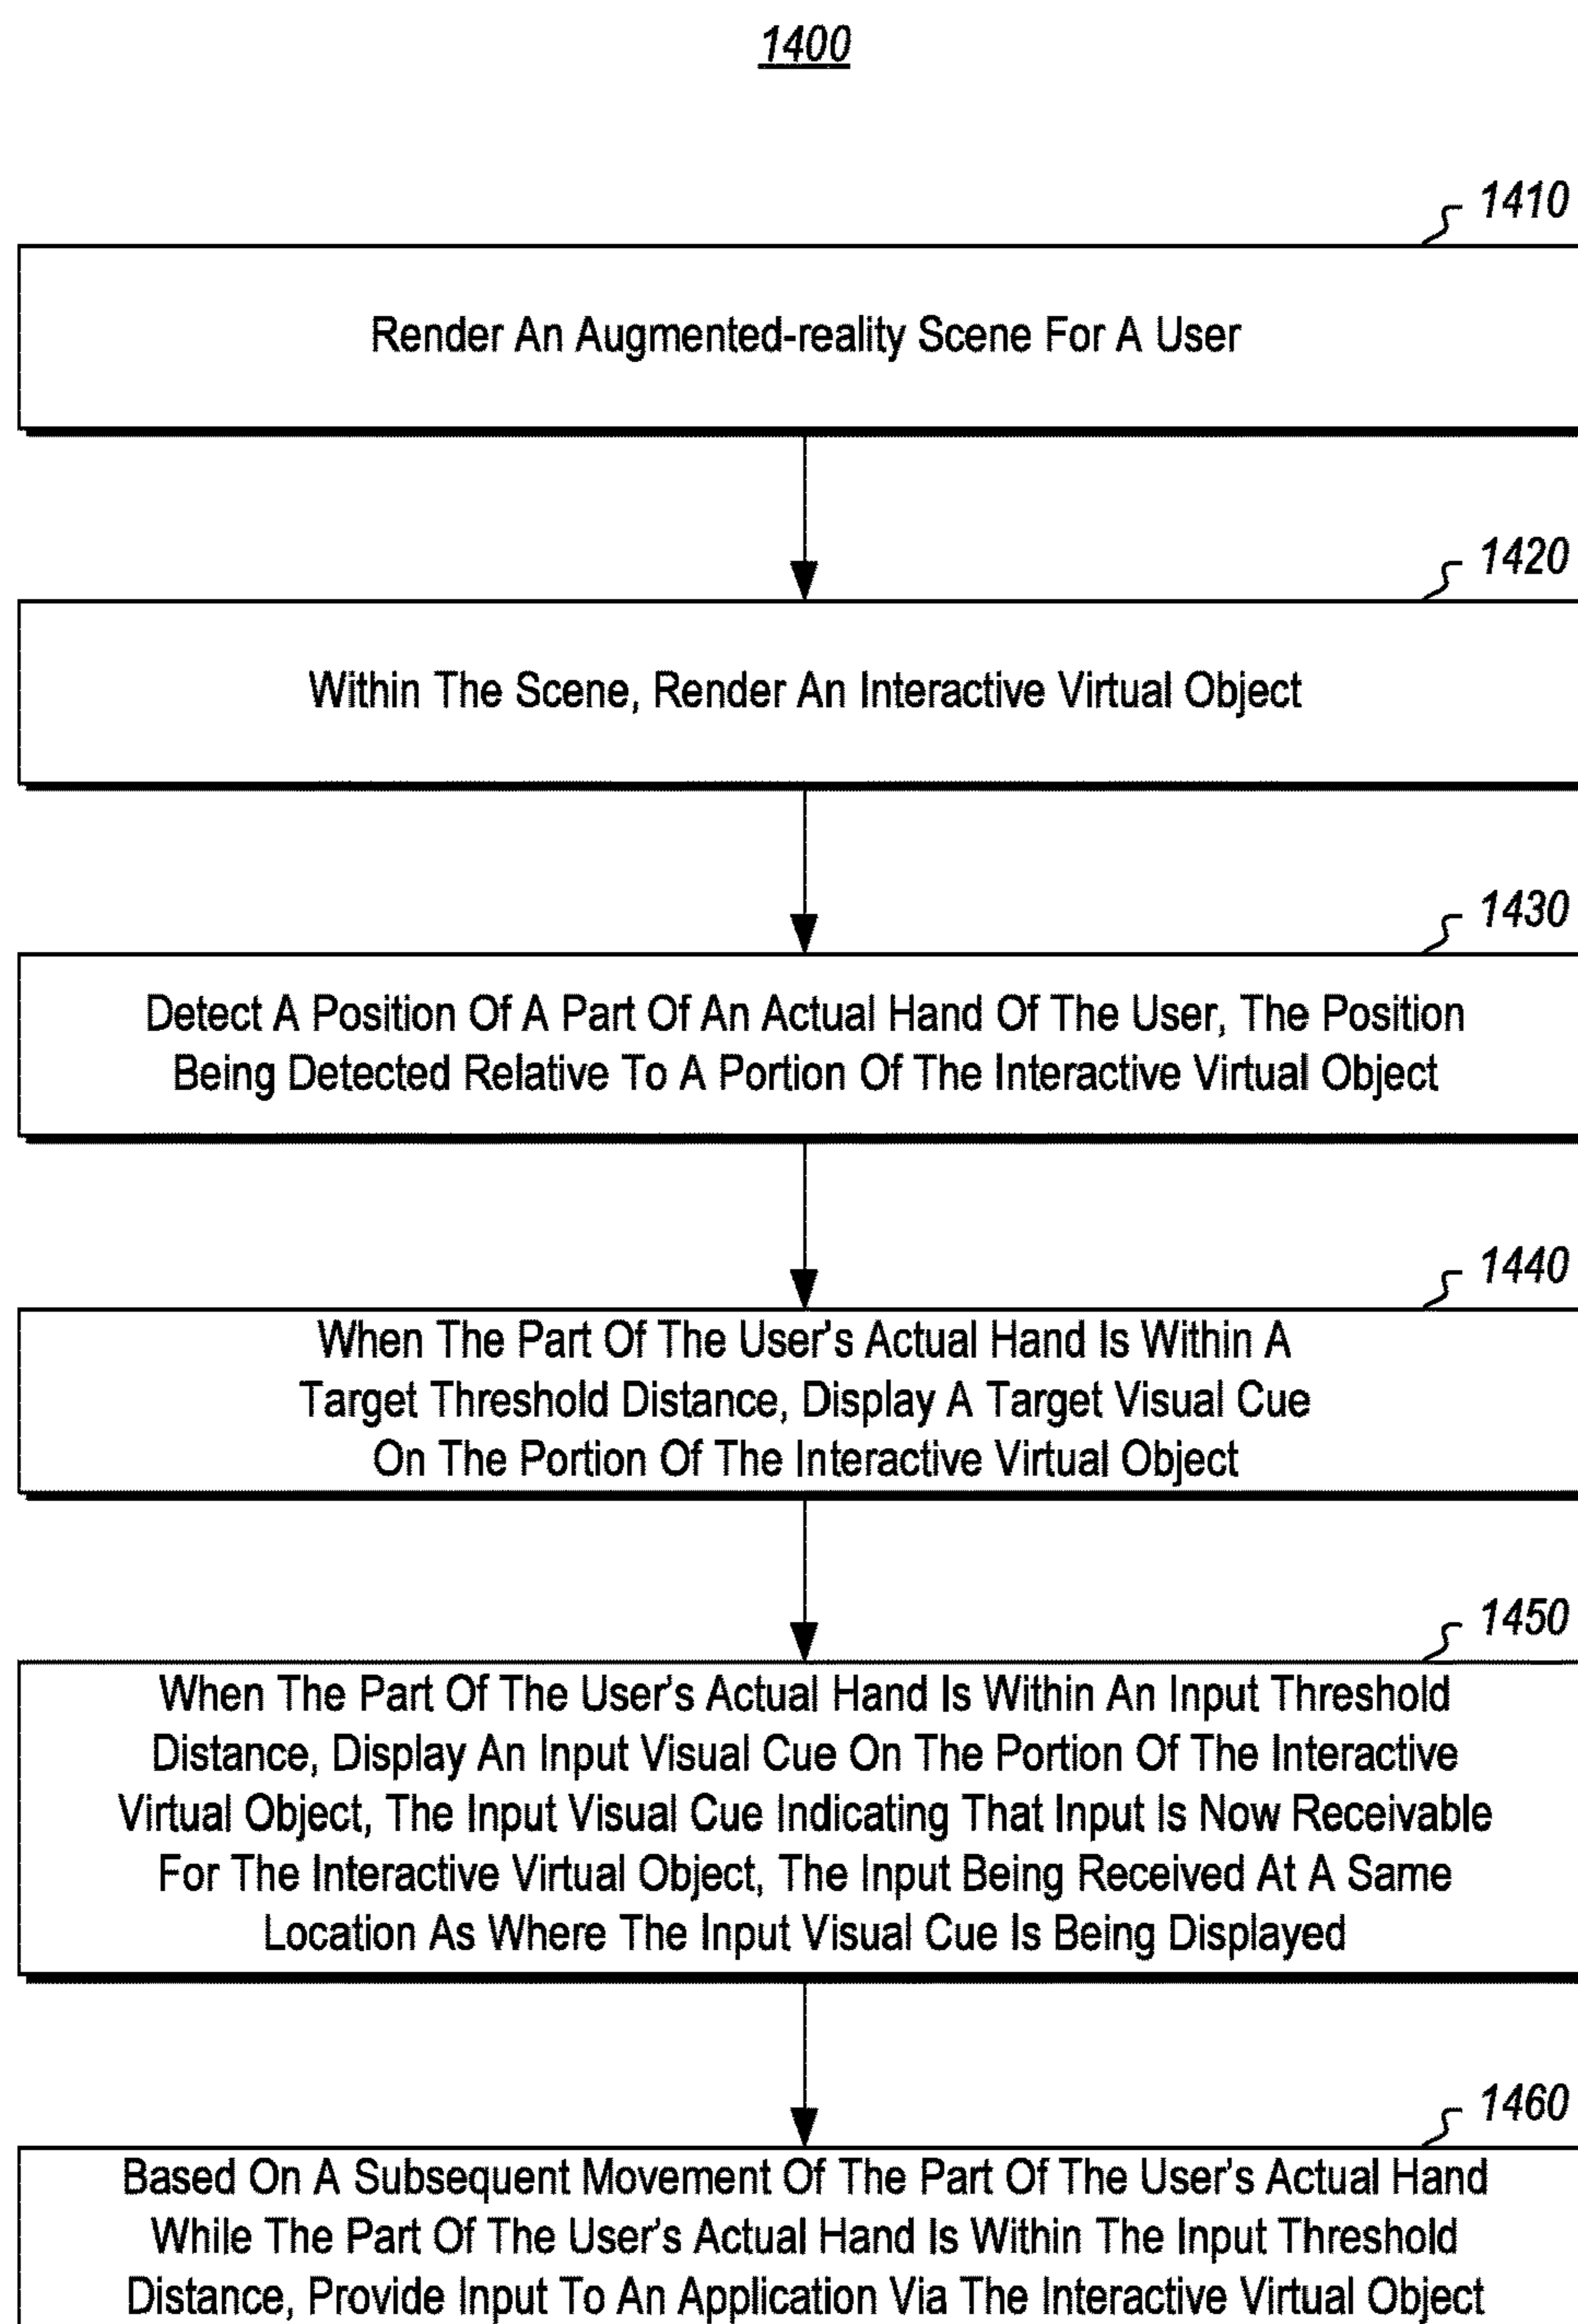 1400
1410
Render An Augmented-reality Scene For A User
1420
Within The Scene, Render An Interactive Virtual Object
1430
Detect A Position Of A Part Of An Actual Hand Of The User, The Position
Being Detected Relative To A Portion Of The Interactive Virtual Object
1440
When The Part Of The User's Actual Hand Is Within A
Target Threshold Distance, Display A Target Visual Cue
On The Portion Of The Interactive Virtual Object
1450
When The Part Of The User's Actual Hand Is Within An Input Threshold
Distance, Display An Input Visual Cue On The Portion Of The Interactive
Virtual Object, The Input Visual Cue Indicating That Input Is Now Receivable
For The Interactive Virtual Object, The Input Being Received At A Same
Location As Where The Input Visual Cue Is Being Displayed
1460
Based On A Subsequent Movement Of The Part Of The User's Actual Hand
While The Part Of The User's Actual Hand Is Within The Input Threshold
Distance, Provide Input To An Application Via The Interactive Virtual Object